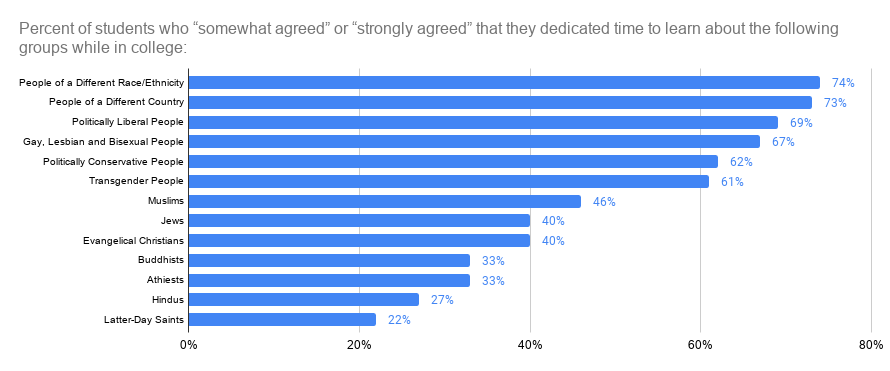 Percent of students who “somewhat agreed” or “strongly agreed” that they dedicated time to learn about the following
groups while in college:
People of a Different Race/Ethnicity 74%
People of a Different Country 73%
Politically Liberal People 69%
Gay, Lesbian and Bisexual People 67%
Politically Conservative People 62%
Transgender People 61%
Muslims 46%
Jews 40%
Evangelical Christians 40%
Buddhists 33%
Athiests 33%
Hindus 27%
Latter-Day Saints 22%
0% 20% 40% 60% 80%